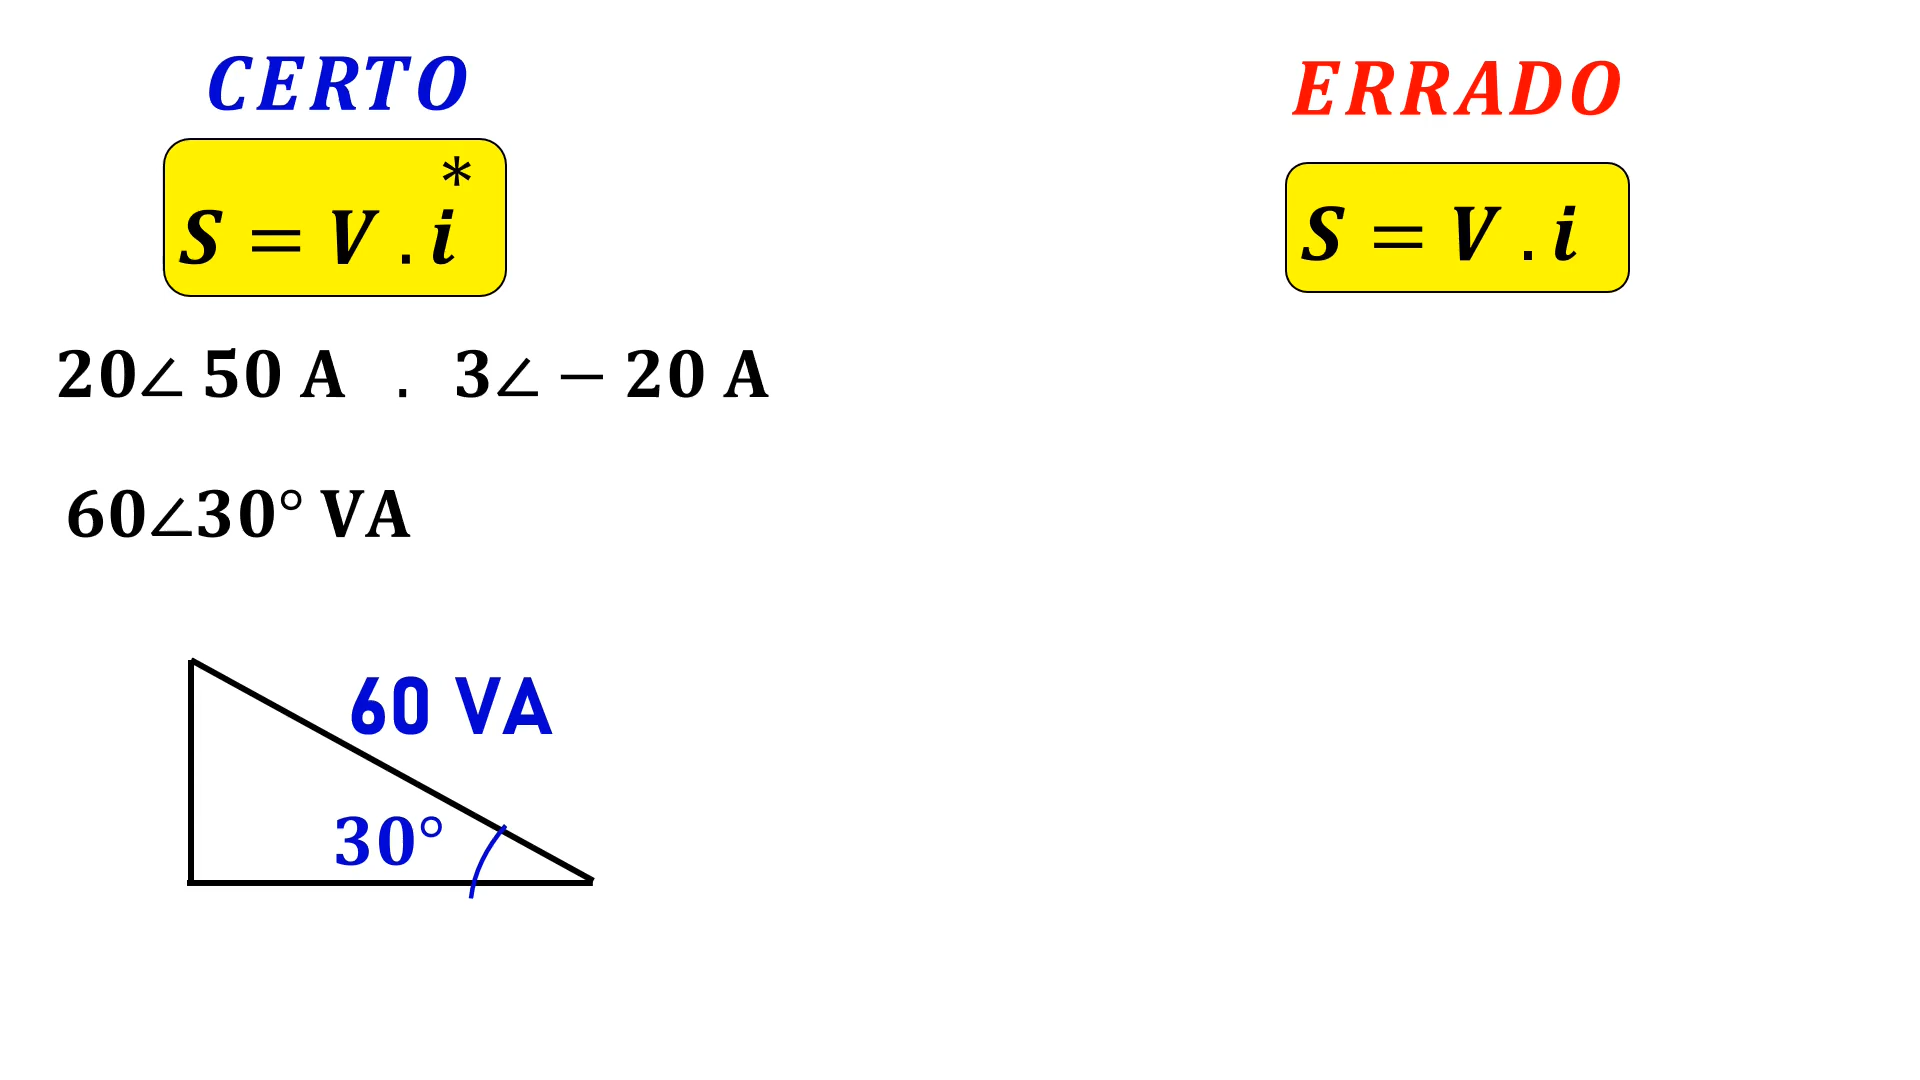 CERTO
ERRADO
S = V . i*
S = V . i
20∠ 50 A . 3∠ − 20 A
60∠30° VA
60 VA
30°